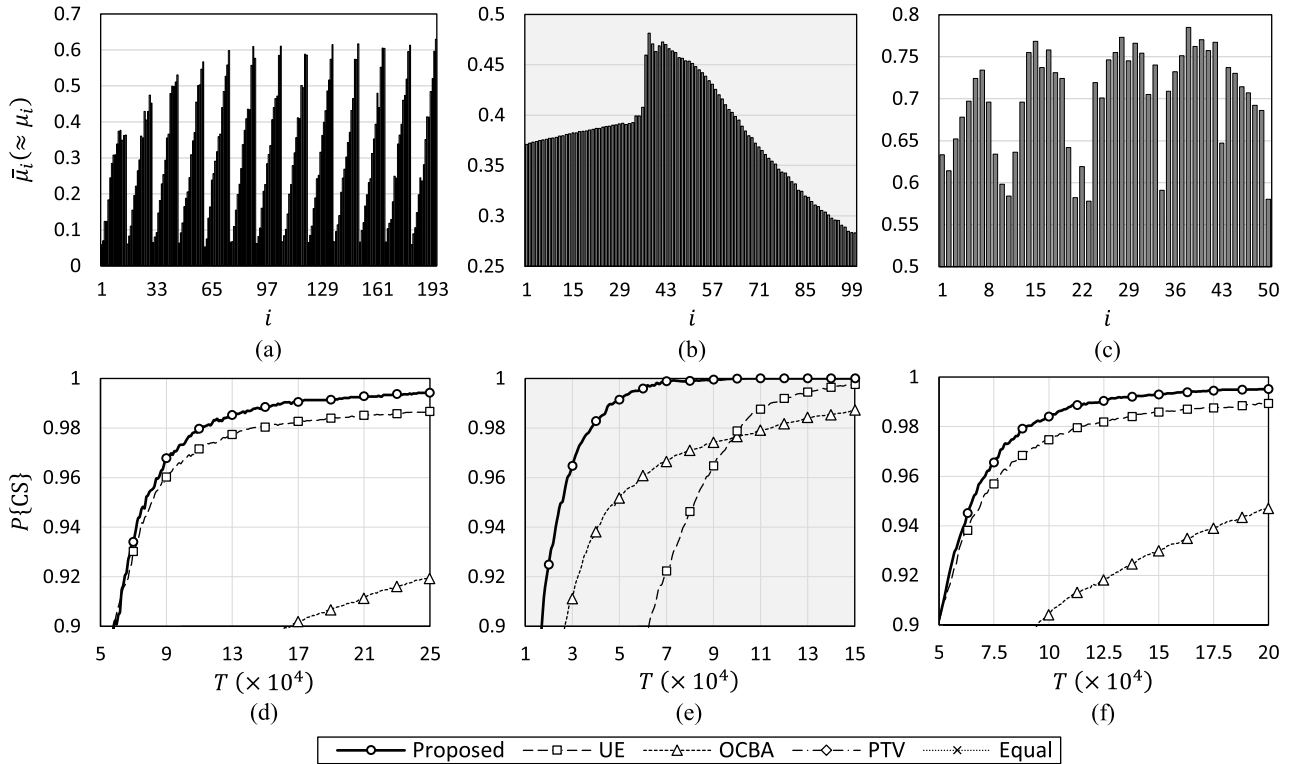 0.7
0.6
0.5
0.4
0.3
0.2
0.1
0
μ̄ᵢ(≈ μᵢ)
1 33 65 97 129 161 193
i
(a)
0.5
0.45
0.4
0.35
0.3
0.25
1 15 29 43 57 71 85 99
i
(b)
0.8
0.75
0.7
0.65
0.6
0.55
0.5
1 8 15 22 29 36 43 50
i
(c)
1
0.98
0.96
0.94
0.92
0.9
P{CS}
5 9 13 17 21 25
T (× 10⁴)
(d)
1
0.98
0.96
0.94
0.92
0.9
1 3 5 7 9 11 13 15
T (× 10⁴)
(e)
1
0.98
0.96
0.94
0.92
0.9
5 7.5 10 12.5 15 17.5 20
T (× 10⁴)
(f)
Proposed UE OCBA PTV Equal